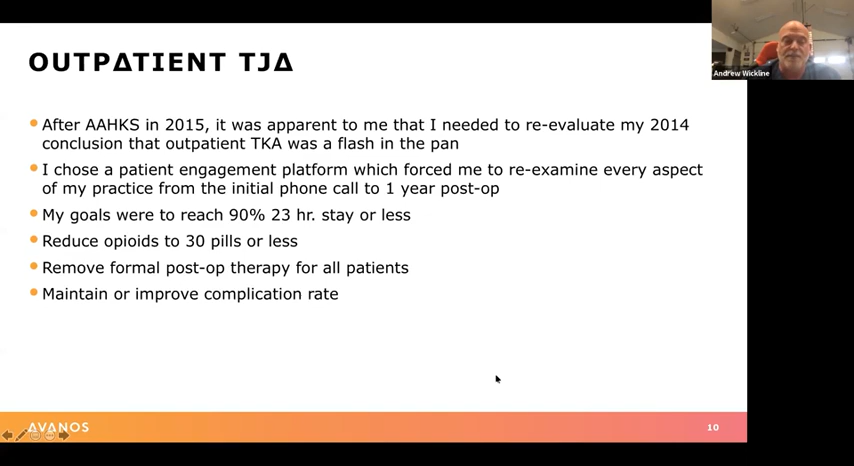 OUTPΔTIENT TJΔ
Andrew Wickline
After AAHKS in 2015, it was apparent to me that I needed to re-evaluate my 2014
conclusion that outpatient TKA was a flash in the pan
I chose a patient engagement platform which forced me to re-examine every aspect
of my practice from the initial phone call to 1 year post-op
My goals were to reach 90% 23 hr. stay or less
Reduce opioids to 30 pills or less
Remove formal post-op therapy for all patients
Maintain or improve complication rate
AVANOS
10